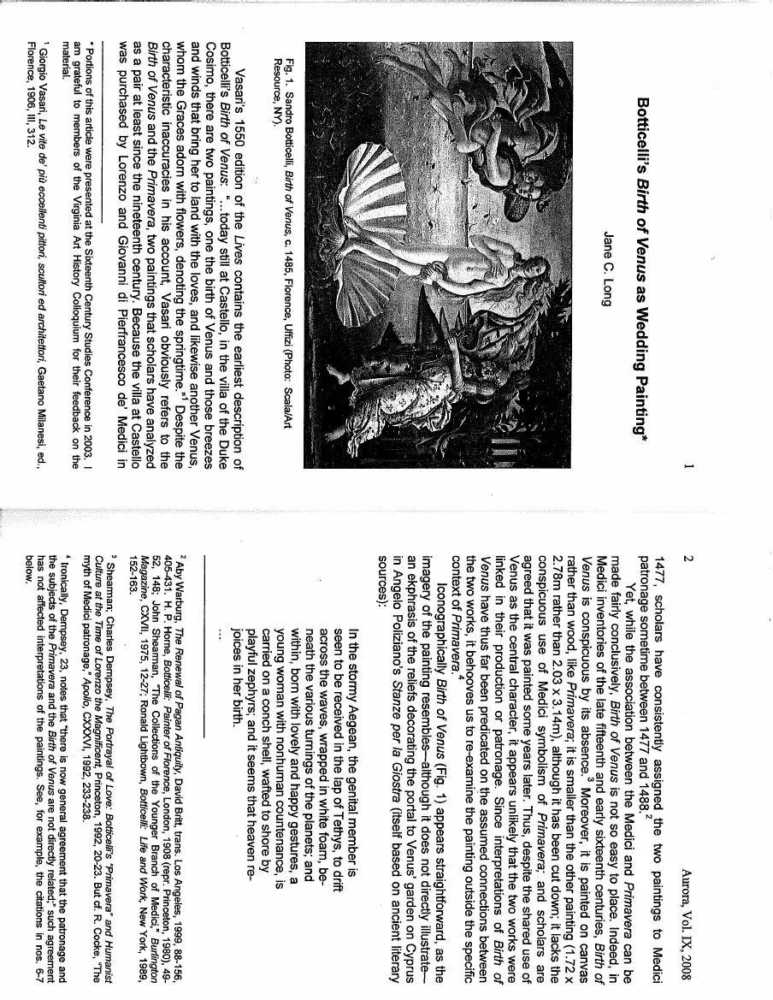 1
Botticelli's Birth of Venus as Wedding Painting*
Jane C. Long
Fig. 1. Sandro Botticelli, Birth of Venus, c. 1485, Florence, Uffizi (Photo: Scala/Art
Resource, NY).
Vasari's 1550 edition of the Lives contains the earliest description of
Botticelli's Birth of Venus: "...today still at Castello, in the villa of the Duke
Cosimo, there are two paintings, one the birth of Venus and those breezes
and winds that bring her to land with the loves, and likewise another Venus,
whom the Graces adorn with flowers, denoting the springtime."1 Despite the
characteristic inaccuracies in his account, Vasari obviously refers to the
Birth of Venus and the Primavera, two paintings that scholars have analyzed
as a pair at least since the nineteenth century. Because the villa at Castello
was purchased by Lorenzo and Giovanni di Pierfrancesco de' Medici in
* Portions of this article were presented at the Sixteenth Century Studies Conference in 2003. I
am grateful to members of the Virginia Art History Colloquium for their feedback on the
material.
1 Giorgio Vasari, Le vite de' più eccellenti pittori, scultori ed architettori, Gaetano Milanesi, ed.,
Florence, 1906, III, 312.
2 Aurora, Vol. IX, 2008
1477, scholars have consistently assigned the two paintings to Medici
patronage sometime between 1477 and 1488.2
Yet, while the association between the Medici and Primavera can be
made fairly conclusively, Birth of Venus is not so easy to place. Indeed, in
Medici inventories of the late fifteenth and early sixteenth centuries, Birth of
Venus is conspicuous by its absence.3 Moreover, it is painted on canvas
rather than wood, like Primavera; it is smaller than the other painting (1.72 x
2.78m rather than 2.03 x 3.14m), although it has been cut down; it lacks the
conspicuous use of Medici symbolism of Primavera; and scholars are
agreed that it was painted some years later. Thus, despite the shared use of
Venus as the central character, it appears unlikely that the two works were
linked in their production or patronage. Since interpretations of Birth of
Venus have thus far been predicated on the assumed connections between
the two works, it behooves us to re-examine the painting outside the specific
context of Primavera.4
Iconographically Birth of Venus (Fig. 1) appears straightforward, as the
imagery of the painting resembles—although it does not directly illustrate—
an ekphrasis of the reliefs decorating the portal to Venus' garden on Cyprus
in Angelo Poliziano's Stanze per la Giostra (itself based on ancient literary
sources):
In the stormy Aegean, the genital member is
seen to be received in the lap of Tethys, to drift
across the waves, wrapped in white foam, be-
neath the various turnings of the planets; and
within, born with lovely and happy gestures, a
young woman with nonhuman countenance, is
carried on a conch shell, wafted to shore by
playful zephyrs; and it seems that heaven re-
joices in her birth.
...
2 Aby Warburg, The Renewal of Pagan Antiquity, David Britt, trans. Los Angeles, 1999, 88-156,
405-431. H. P. Horne, Botticelli: Painter of Florence, London, 1908 (repr. Princeton, 1980), 49-
52, 148; John Shearman, "The Collections of the Younger Branch of Medici," Burlington
Magazine, CXVII, 1975, 12-27; Ronald Lightbown, Botticelli: Life and Work, New York, 1989,
152-163.
3 Shearman; Charles Dempsey, The Portrayal of Love: Botticelli's "Primavera" and Humanist
Culture at the Time of Lorenzo the Magnificent, Princeton, 1992, 20-23. But cf. R. Cocke, "The
myth of Medici patronage," Apollo, CXXXVI, 1992, 233-238.
4 Ironically, Dempsey, 23, notes that "there is now general agreement that the patronage and
the subjects of the Primavera and the Birth of Venus are not directly related;" such agreement
has not affected interpretations of the paintings. See, for example, the citations in nos. 6-7
below.